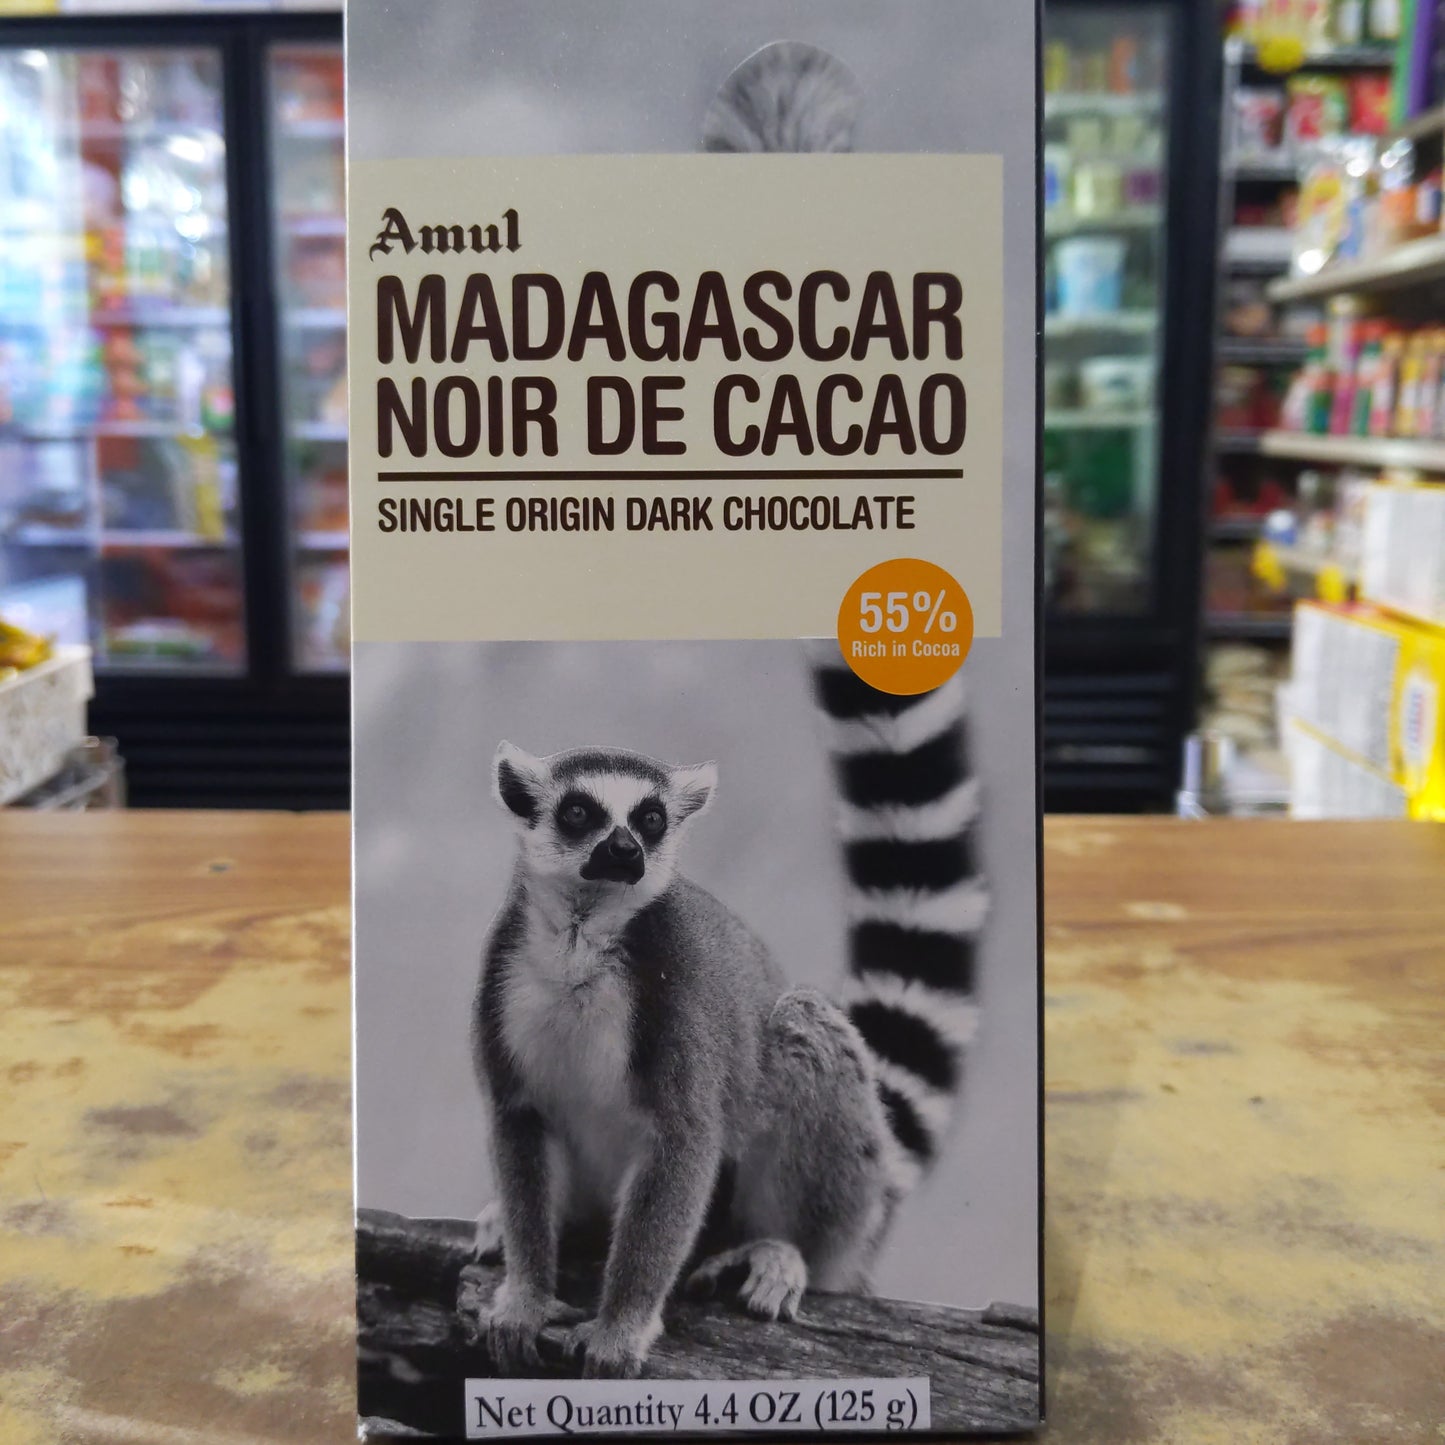 Amul
MADAGASCAR
NOIR DE CACAO
SINGLE ORIGIN DARK CHOCOLATE
55%
Rich in Cocoa
Net Quantity 4.4 OZ (125 g)